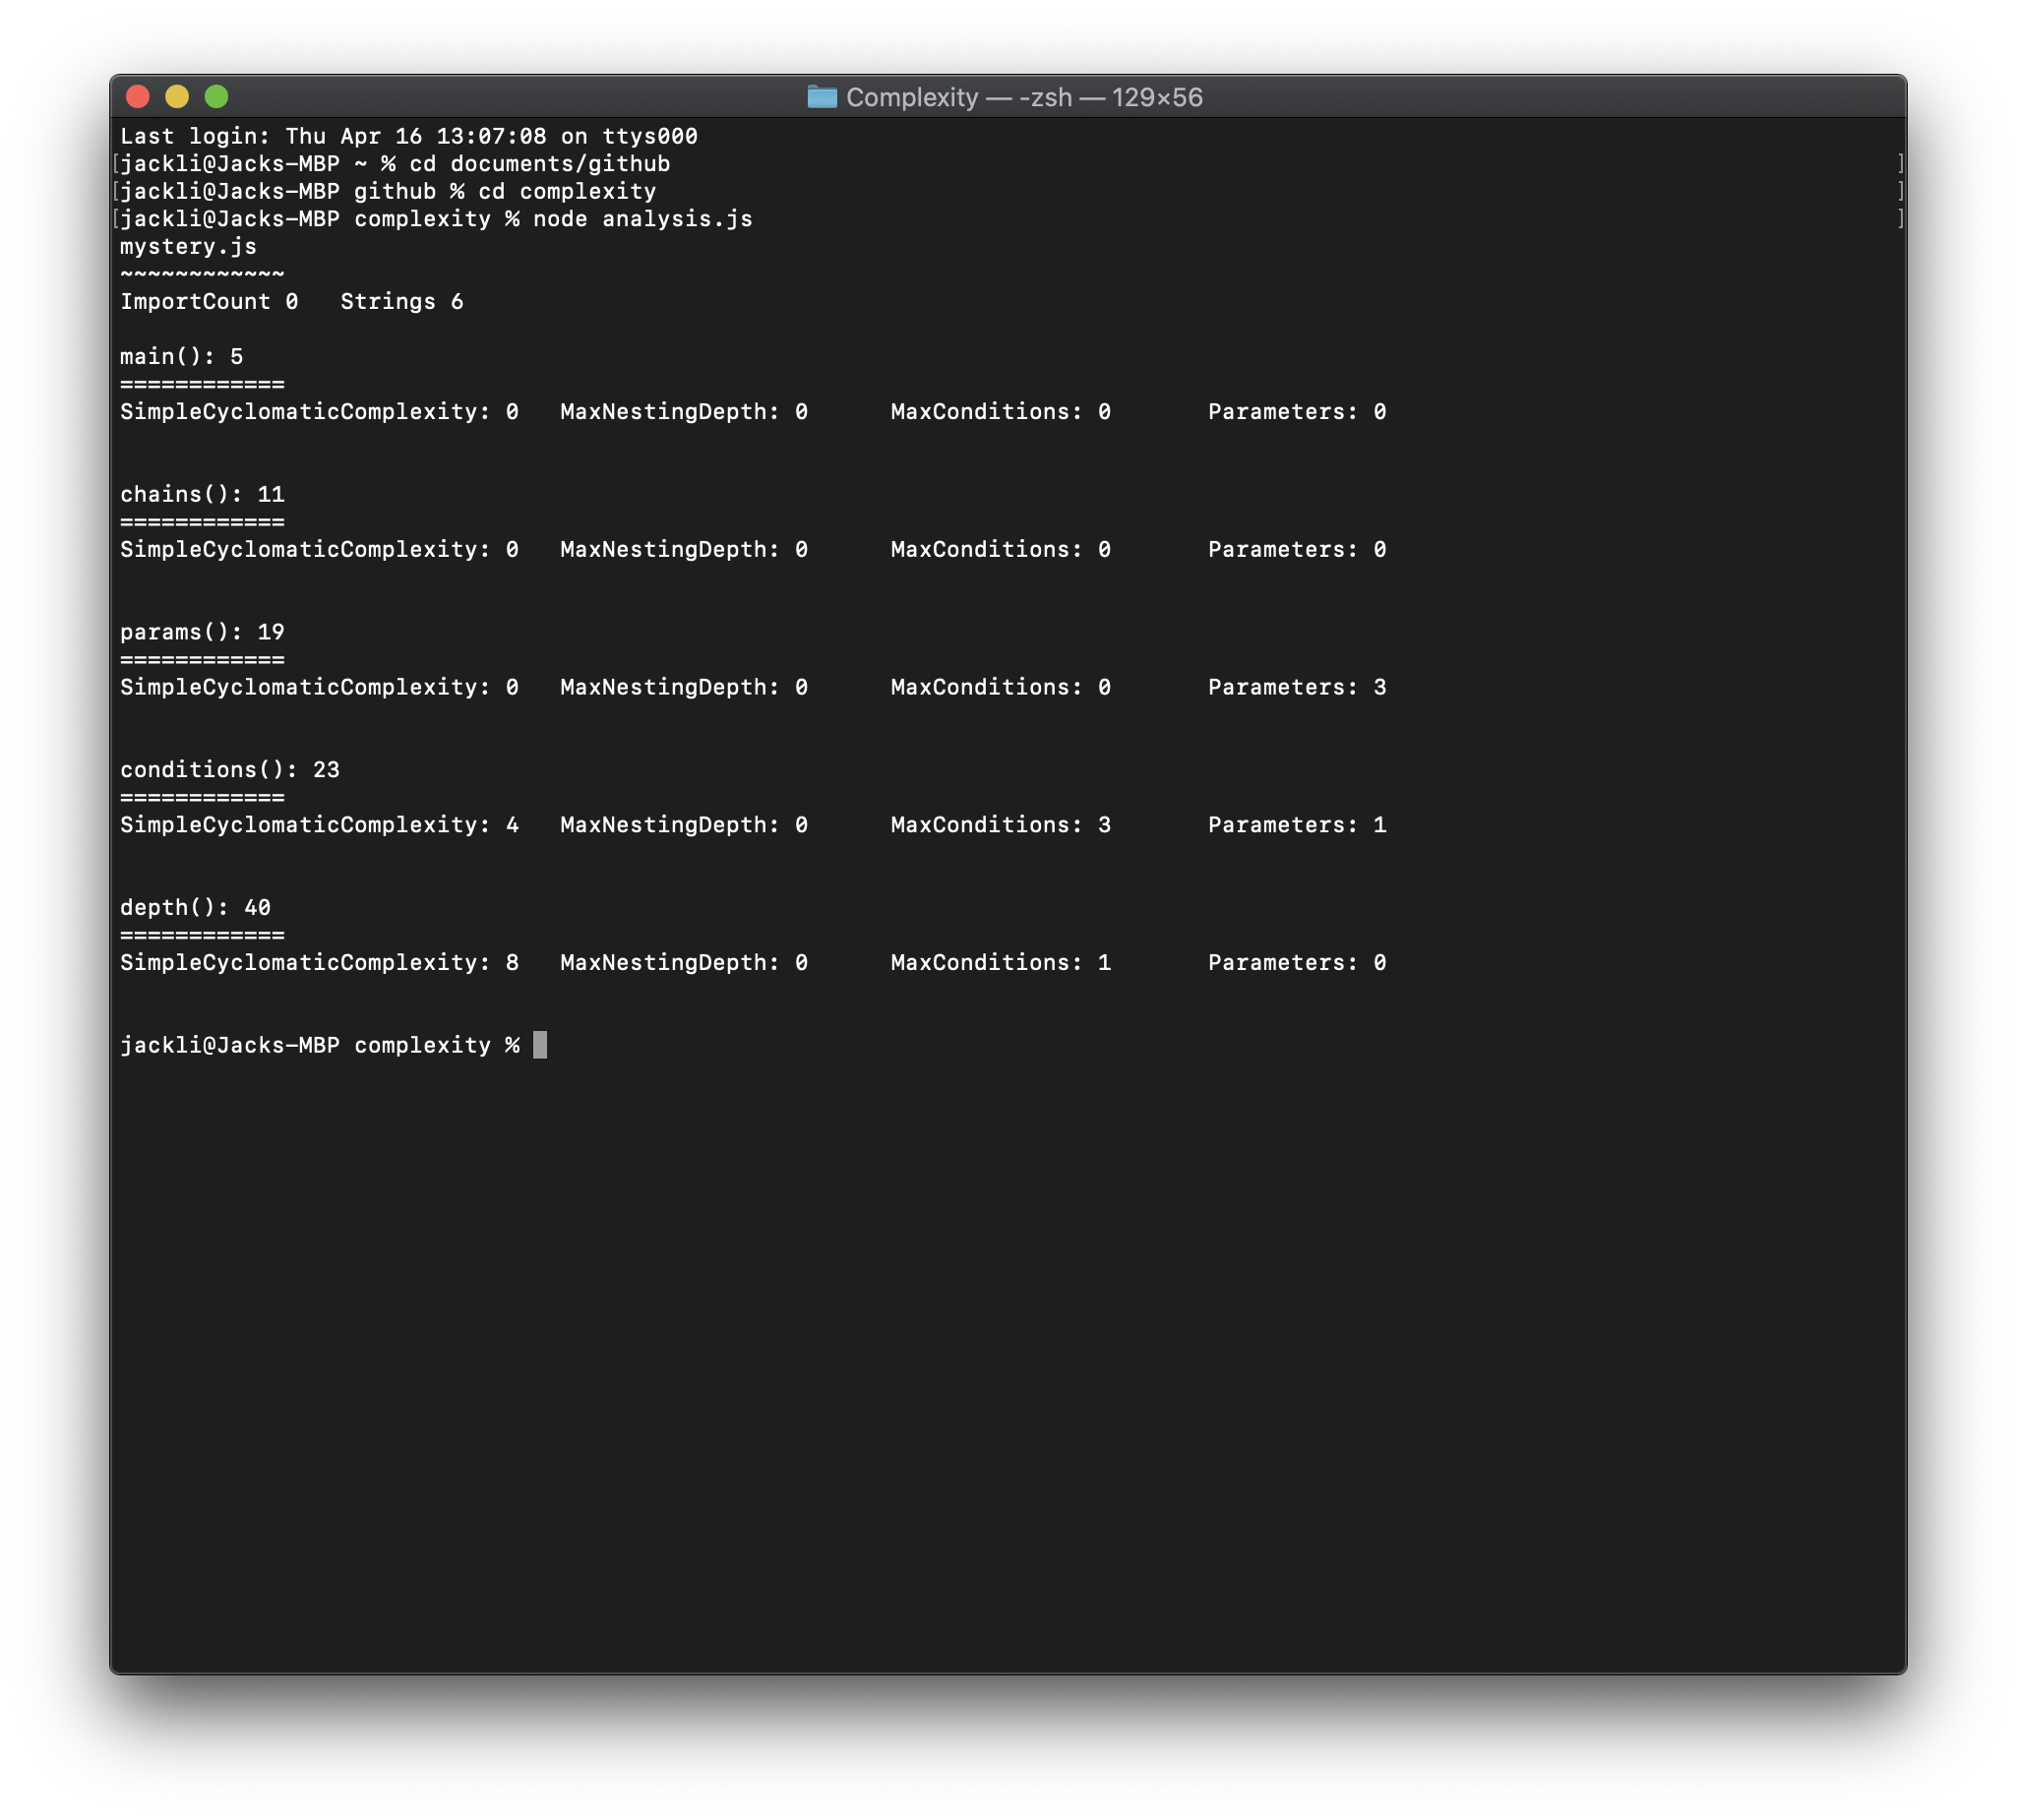 Complexity — -zsh — 129×56
Last login: Thu Apr 16 13:07:08 on ttys000
[jackli@Jacks-MBP ~ % cd documents/github ]
[jackli@Jacks-MBP github % cd complexity ]
[jackli@Jacks-MBP complexity % node analysis.js ]
mystery.js
~~~~~~~~~~~~
ImportCount 0   Strings 6
main(): 5
============
SimpleCyclomaticComplexity: 0   MaxNestingDepth: 0      MaxConditions: 0       Parameters: 0
chains(): 11
============
SimpleCyclomaticComplexity: 0   MaxNestingDepth: 0      MaxConditions: 0       Parameters: 0
params(): 19
============
SimpleCyclomaticComplexity: 0   MaxNestingDepth: 0      MaxConditions: 0       Parameters: 3
conditions(): 23
============
SimpleCyclomaticComplexity: 4   MaxNestingDepth: 0      MaxConditions: 3       Parameters: 1
depth(): 40
============
SimpleCyclomaticComplexity: 8   MaxNestingDepth: 0      MaxConditions: 1       Parameters: 0
jackli@Jacks-MBP complexity %